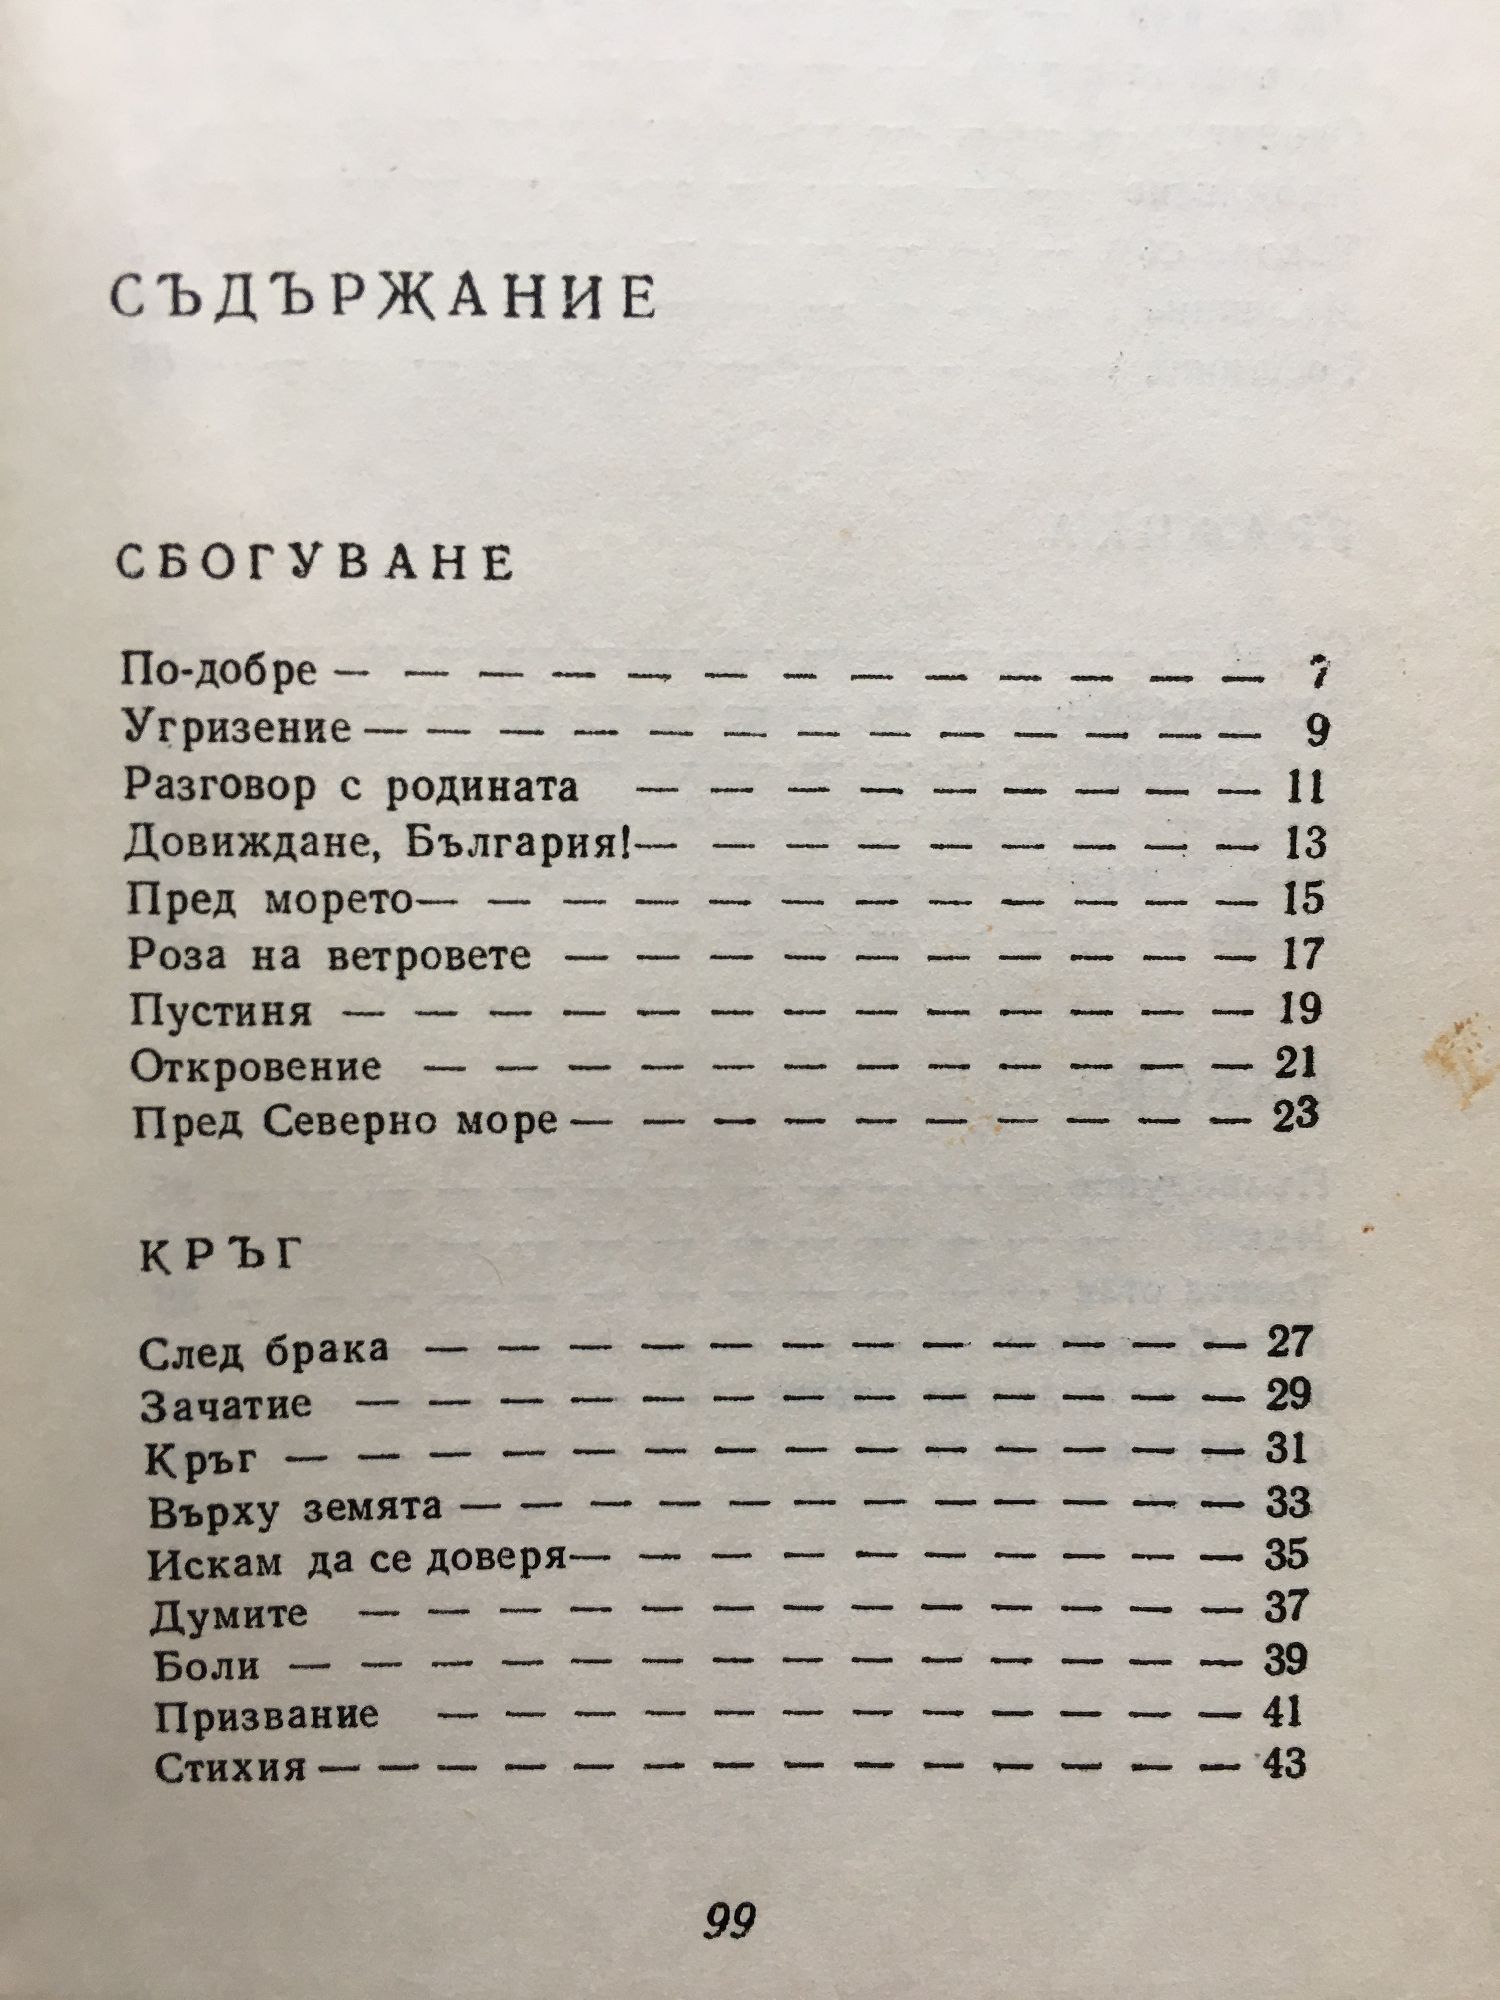 СЪДЪРЖАНИЕ
СБОГУВАНЕ
По-добре — — — — — — — — — — — — — 7
Угризение — — — — — — — — — — — — — 9
Разговор с родината — — — — — — — — — 11
Довиждане, България! — — — — — — — — — 13
Пред морето — — — — — — — — — — — — 15
Роза на ветровете — — — — — — — — — — 17
Пустиня — — — — — — — — — — — — — 19
Откровение — — — — — — — — — — — — 21
Пред Северно море — — — — — — — — — — 23
КРЪГ
След брака — — — — — — — — — — — — 27
Зачатие — — — — — — — — — — — — — 29
Кръг — — — — — — — — — — — — — — 31
Върху земята — — — — — — — — — — — — 33
Искам да се доверя — — — — — — — — — — 35
Думите — — — — — — — — — — — — — 37
Боли — — — — — — — — — — — — — — 39
Призвание — — — — — — — — — — — — 41
Стихия — — — — — — — — — — — — — — 43
99